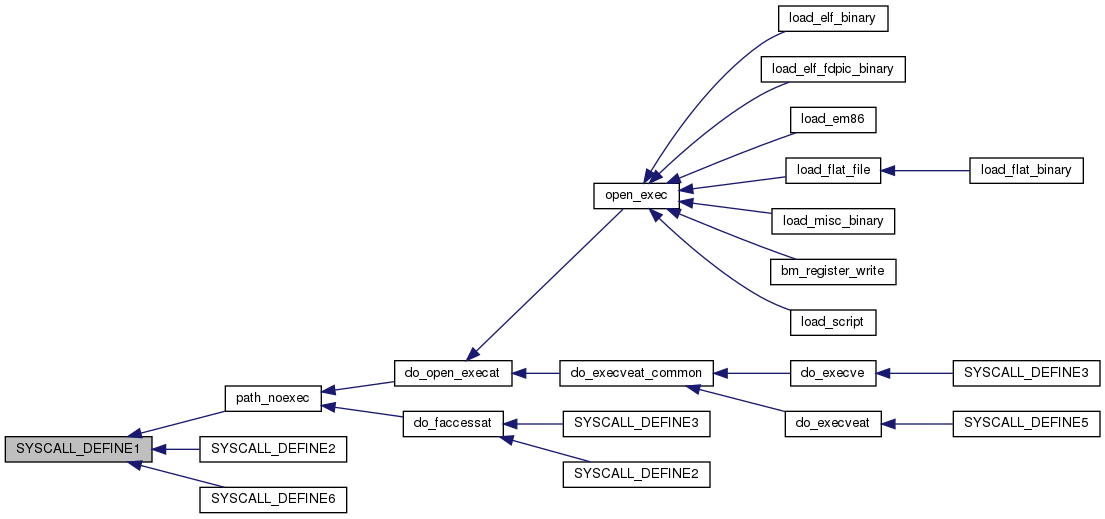 load_elf_binary
load_elf_fdpic_binary
load_em86
load_flat_file
load_flat_binary
open_exec
load_misc_binary
bm_register_write
load_script
do_open_execat
do_execveat_common
do_execve
SYSCALL_DEFINE3
path_noexec
do_faccessat
SYSCALL_DEFINE3
do_execveat
SYSCALL_DEFINE5
SYSCALL_DEFINE1
SYSCALL_DEFINE2
SYSCALL_DEFINE2
SYSCALL_DEFINE6